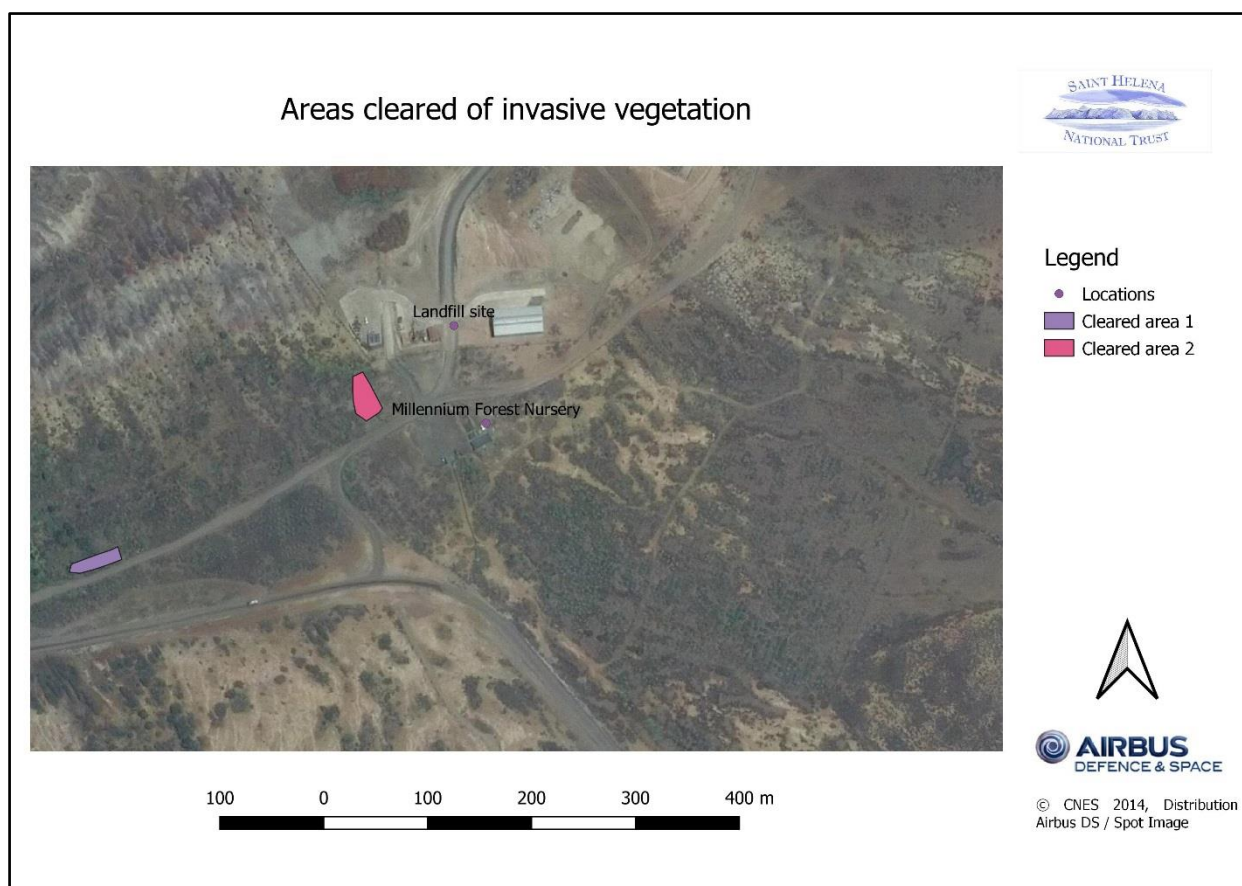 Areas cleared of invasive vegetation
SAINT HELENA
NATIONAL TRUST
Landfill site
Millennium Forest Nursery
Legend
Locations
Cleared area 1
Cleared area 2
AIRBUS
DEFENCE & SPACE
© CNES 2014, Distribution
Airbus DS / Spot Image
100 0 100 200 300 400 m